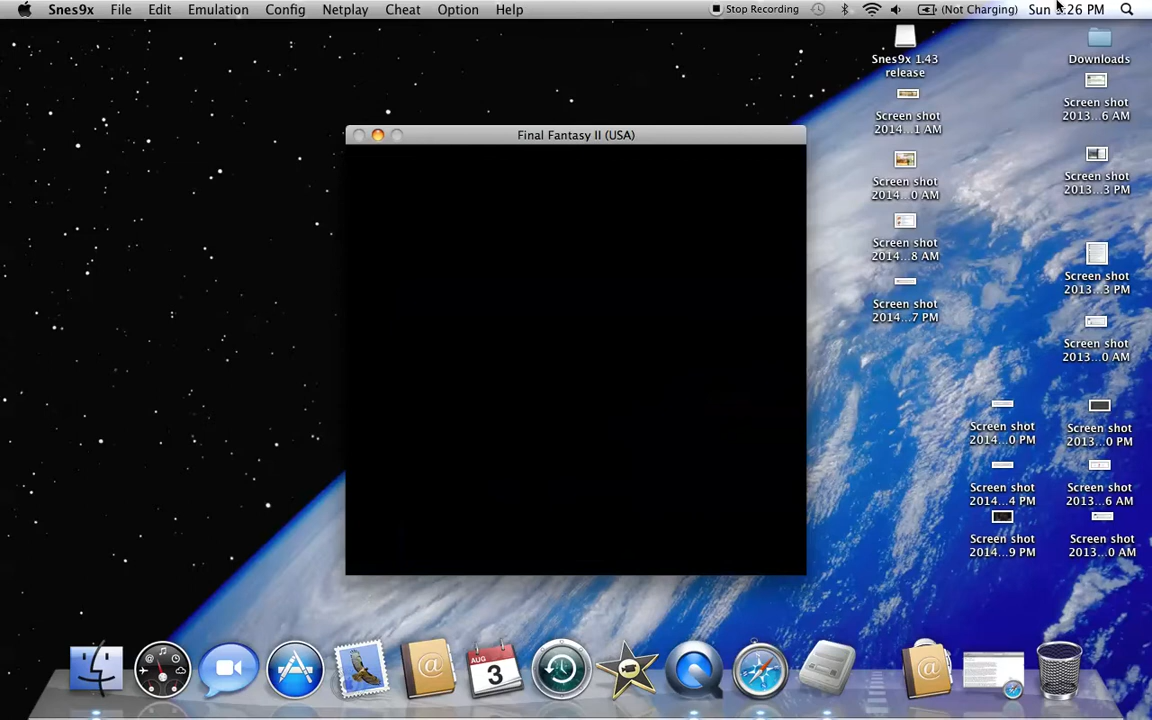 Snes9x File Edit Emulation Config Netplay Cheat Option Help Stop Recording (Not Charging) Sun :26 PM
Final Fantasy II (USA)
Snes9x 1.43
release
Downloads
Screen shot
2014...1 AM
Screen shot
2013...6 AM
Screen shot
2014...0 AM
Screen shot
2013...3 PM
Screen shot
2014...8 AM
Screen shot
2013...3 PM
Screen shot
2014...7 PM
Screen shot
2013...0 AM
Screen shot
2014...0 PM
Screen shot
2013...0 PM
Screen shot
2014...4 PM
Screen shot
2013...6 AM
Screen shot
2014...9 PM
Screen shot
2013...0 AM
AUG
3